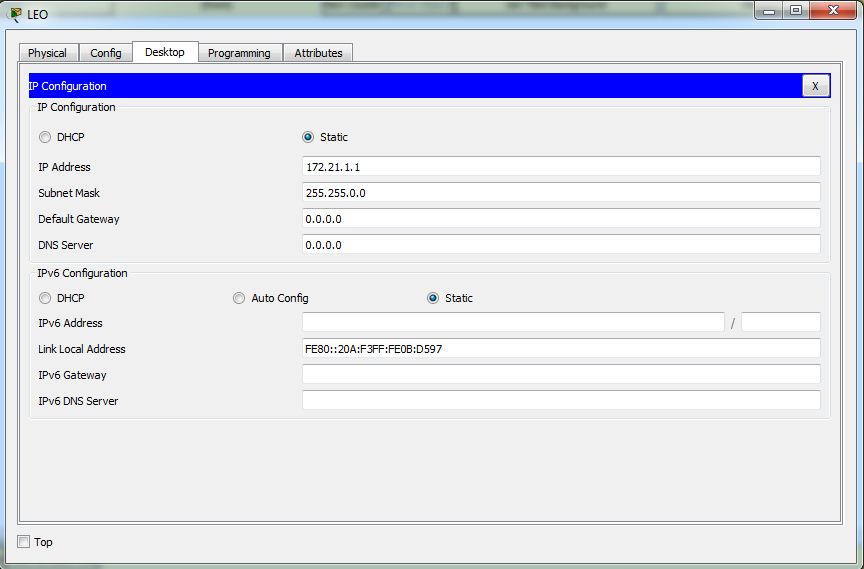 LEO
Physical Config Desktop Programming Attributes
IP Configuration X
IP Configuration
DHCP Static
IP Address 172.21.1.1
Subnet Mask 255.255.0.0
Default Gateway 0.0.0.0
DNS Server 0.0.0.0
IPv6 Configuration
DHCP Auto Config Static
IPv6 Address /
Link Local Address FE80::20A:F3FF:FE0B:D597
IPv6 Gateway
IPv6 DNS Server
Top